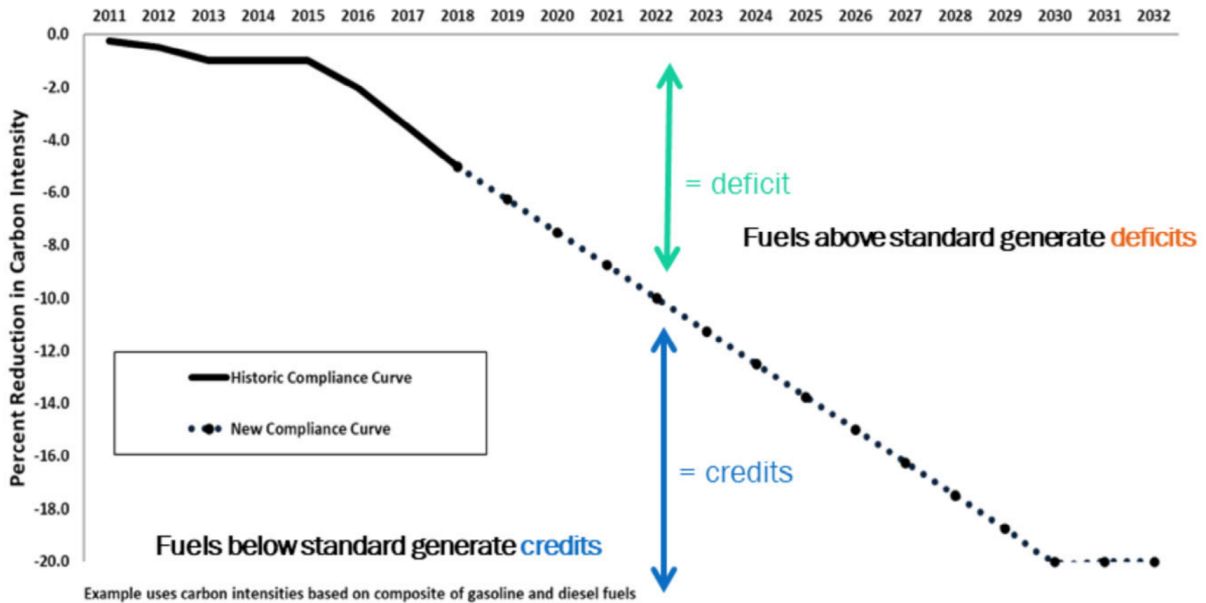 2011 2012 2013 2014 2015 2016 2017 2018 2019 2020 2021 2022 2023 2024 2025 2026 2027 2028 2029 2030 2031 2032
0.0
-2.0
-4.0
-6.0
-8.0
-10.0
-12.0
-14.0
-16.0
-18.0
-20.0
Percent Reduction in Carbon Intensity
= deficit
Fuels above standard generate deficits
Historic Compliance Curve
New Compliance Curve
= credits
Fuels below standard generate credits
Example uses carbon intensities based on composite of gasoline and diesel fuels